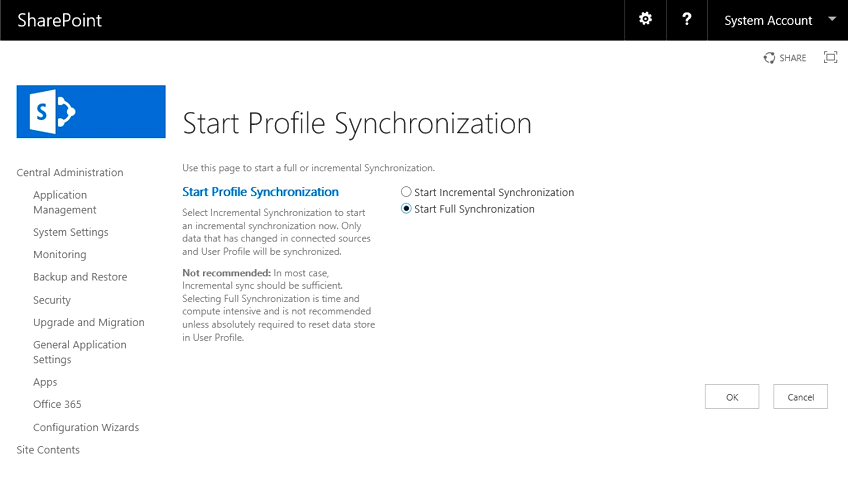 SharePoint
?
System Account
SHARE
S
Start Profile Synchronization
Use this page to start a full or incremental Synchronization.
Central Administration
Application
Management
System Settings
Monitoring
Backup and Restore
Security
Upgrade and Migration
General Application
Settings
Apps
Office 365
Configuration Wizards
Site Contents
Start Profile Synchronization
Select Incremental Synchronization to start
an incremental synchronization now. Only
data that has changed in connected sources
and User Profile will be synchronized.
Not recommended: In most case,
Incremental sync should be sufficient.
Selecting Full Synchronization is time and
compute intensive and is not recommended
unless absolutely required to reset data store
in User Profile.
Start Incremental Synchronization
Start Full Synchronization
OK
Cancel